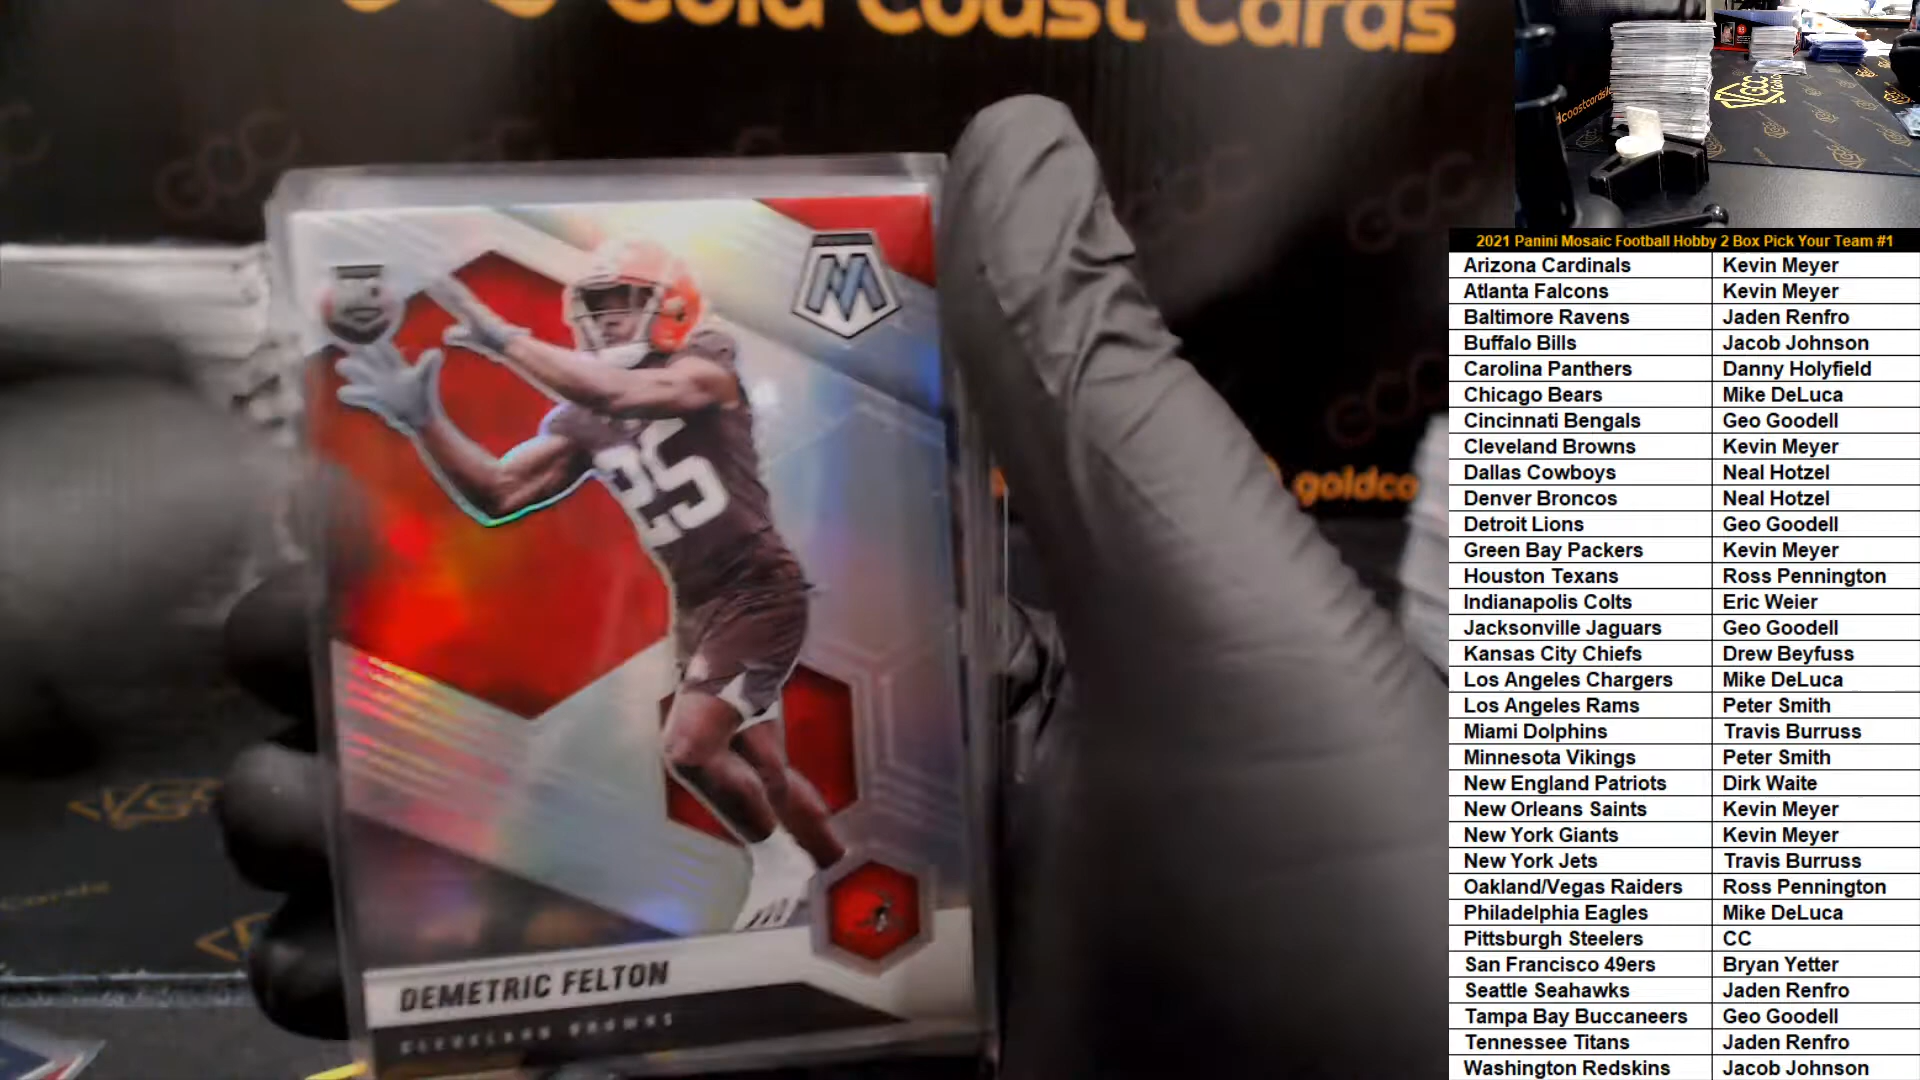 Gold Coast Cards
GCC
goldco
dcoastcards
25
M
DEMETRIC FELTON
CLEVELAND BROWNS
2021 Panini Mosaic Football Hobby 2 Box Pick Your Team #1
Arizona Cardinals Kevin Meyer
Atlanta Falcons Kevin Meyer
Baltimore Ravens Jaden Renfro
Buffalo Bills Jacob Johnson
Carolina Panthers Danny Holyfield
Chicago Bears Mike DeLuca
Cincinnati Bengals Geo Goodell
Cleveland Browns Kevin Meyer
Dallas Cowboys Neal Hotzel
Denver Broncos Neal Hotzel
Detroit Lions Geo Goodell
Green Bay Packers Kevin Meyer
Houston Texans Ross Pennington
Indianapolis Colts Eric Weier
Jacksonville Jaguars Geo Goodell
Kansas City Chiefs Drew Beyfuss
Los Angeles Chargers Mike DeLuca
Los Angeles Rams Peter Smith
Miami Dolphins Travis Burruss
Minnesota Vikings Peter Smith
New England Patriots Dirk Waite
New Orleans Saints Kevin Meyer
New York Giants Kevin Meyer
New York Jets Travis Burruss
Oakland/Vegas Raiders Ross Pennington
Philadelphia Eagles Mike DeLuca
Pittsburgh Steelers CC
San Francisco 49ers Bryan Yetter
Seattle Seahawks Jaden Renfro
Tampa Bay Buccaneers Geo Goodell
Tennessee Titans Jaden Renfro
Washington Redskins Jacob Johnson